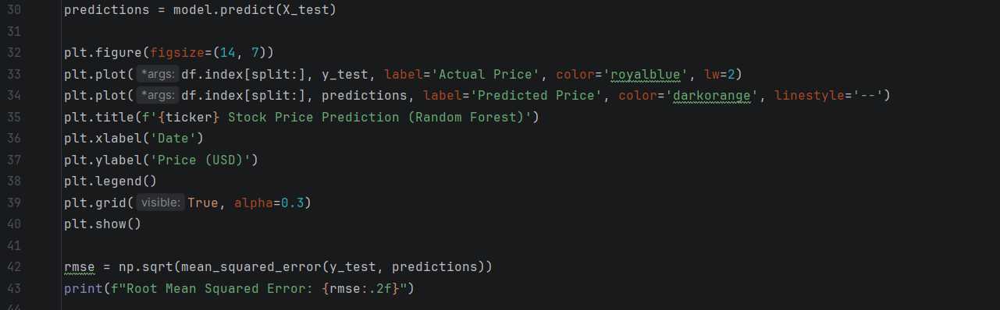 30 predictions = model.predict(X_test)
31
32 plt.figure(figsize=(14, 7))
33 plt.plot( *args: df.index[split:], y_test, label='Actual Price', color='royalblue', lw=2)
34 plt.plot( *args: df.index[split:], predictions, label='Predicted Price', color='darkorange', linestyle='--')
35 plt.title(f'{ticker} Stock Price Prediction (Random Forest)')
36 plt.xlabel('Date')
37 plt.ylabel('Price (USD)')
38 plt.legend()
39 plt.grid( visible: True, alpha=0.3)
40 plt.show()
41
42 rmse = np.sqrt(mean_squared_error(y_test, predictions))
43 print(f"Root Mean Squared Error: {rmse:.2f}")
44